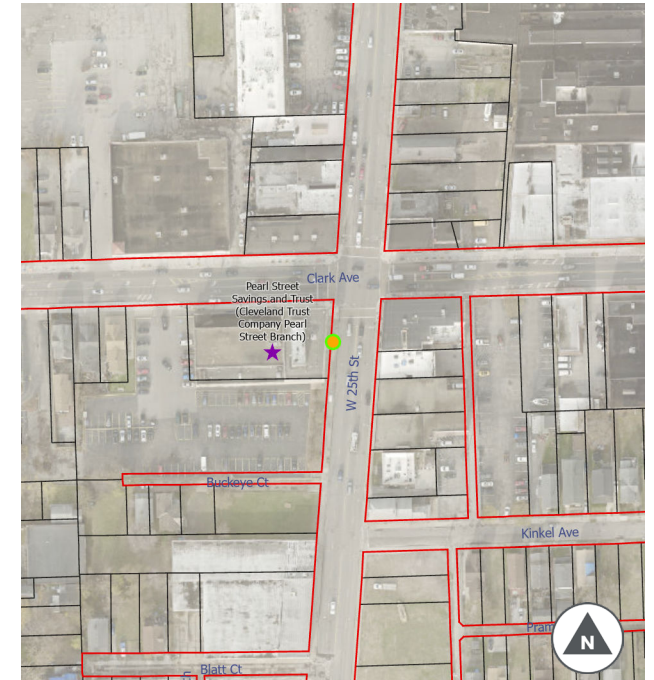 Clark Ave
Pearl Street
Savings and Trust
(Cleveland Trust
Company Pearl
Street Branch)
W 25th St
Buckeye Ct
Kinkel Ave
Pram
N
Blatt Ct